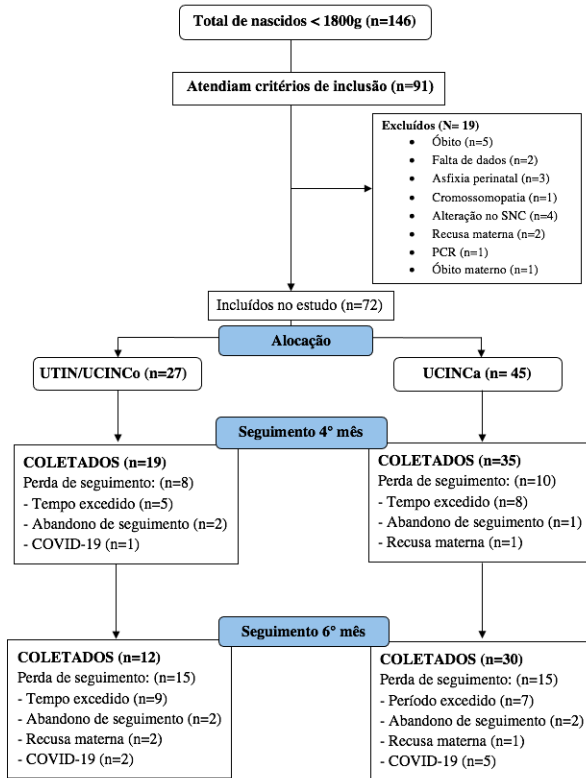 Total de nascidos < 1800g (n=146)
Atendiam critérios de inclusão (n=91)
Excluídos (N= 19)
• Óbito (n=5)
• Falta de dados (n=2)
• Asfixia perinatal (n=3)
• Cromossomopatia (n=1)
• Alteração no SNC (n=4)
• Recusa materna (n=2)
• PCR (n=1)
• Óbito materno (n=1)
Incluídos no estudo (n=72)
Alocação
UTIN/UCINCo (n=27)
UCINCa (n= 45)
Seguimento 4° mês
COLETADOS (n=19)
Perda de seguimento: (n=8)
- Tempo excedido (n=5)
- Abandono de seguimento (n=2)
- COVID-19 (n=1)
COLETADOS (n=35)
Perda de seguimento: (n=10)
- Tempo excedido (n=8)
- Abandono de seguimento (n=1)
- Recusa materna (n=1)
Seguimento 6° mês
COLETADOS (n=12)
Perda de seguimento: (n=15)
- Tempo excedido (n=9)
- Abandono de seguimento (n=2)
- Recusa materna (n=2)
- COVID-19 (n=2)
COLETADOS (n=30)
Perda de seguimento: (n=15)
- Período excedido (n=7)
- Abandono de seguimento (n=2)
- Recusa materna (n=1)
- COVID-19 (n=5)